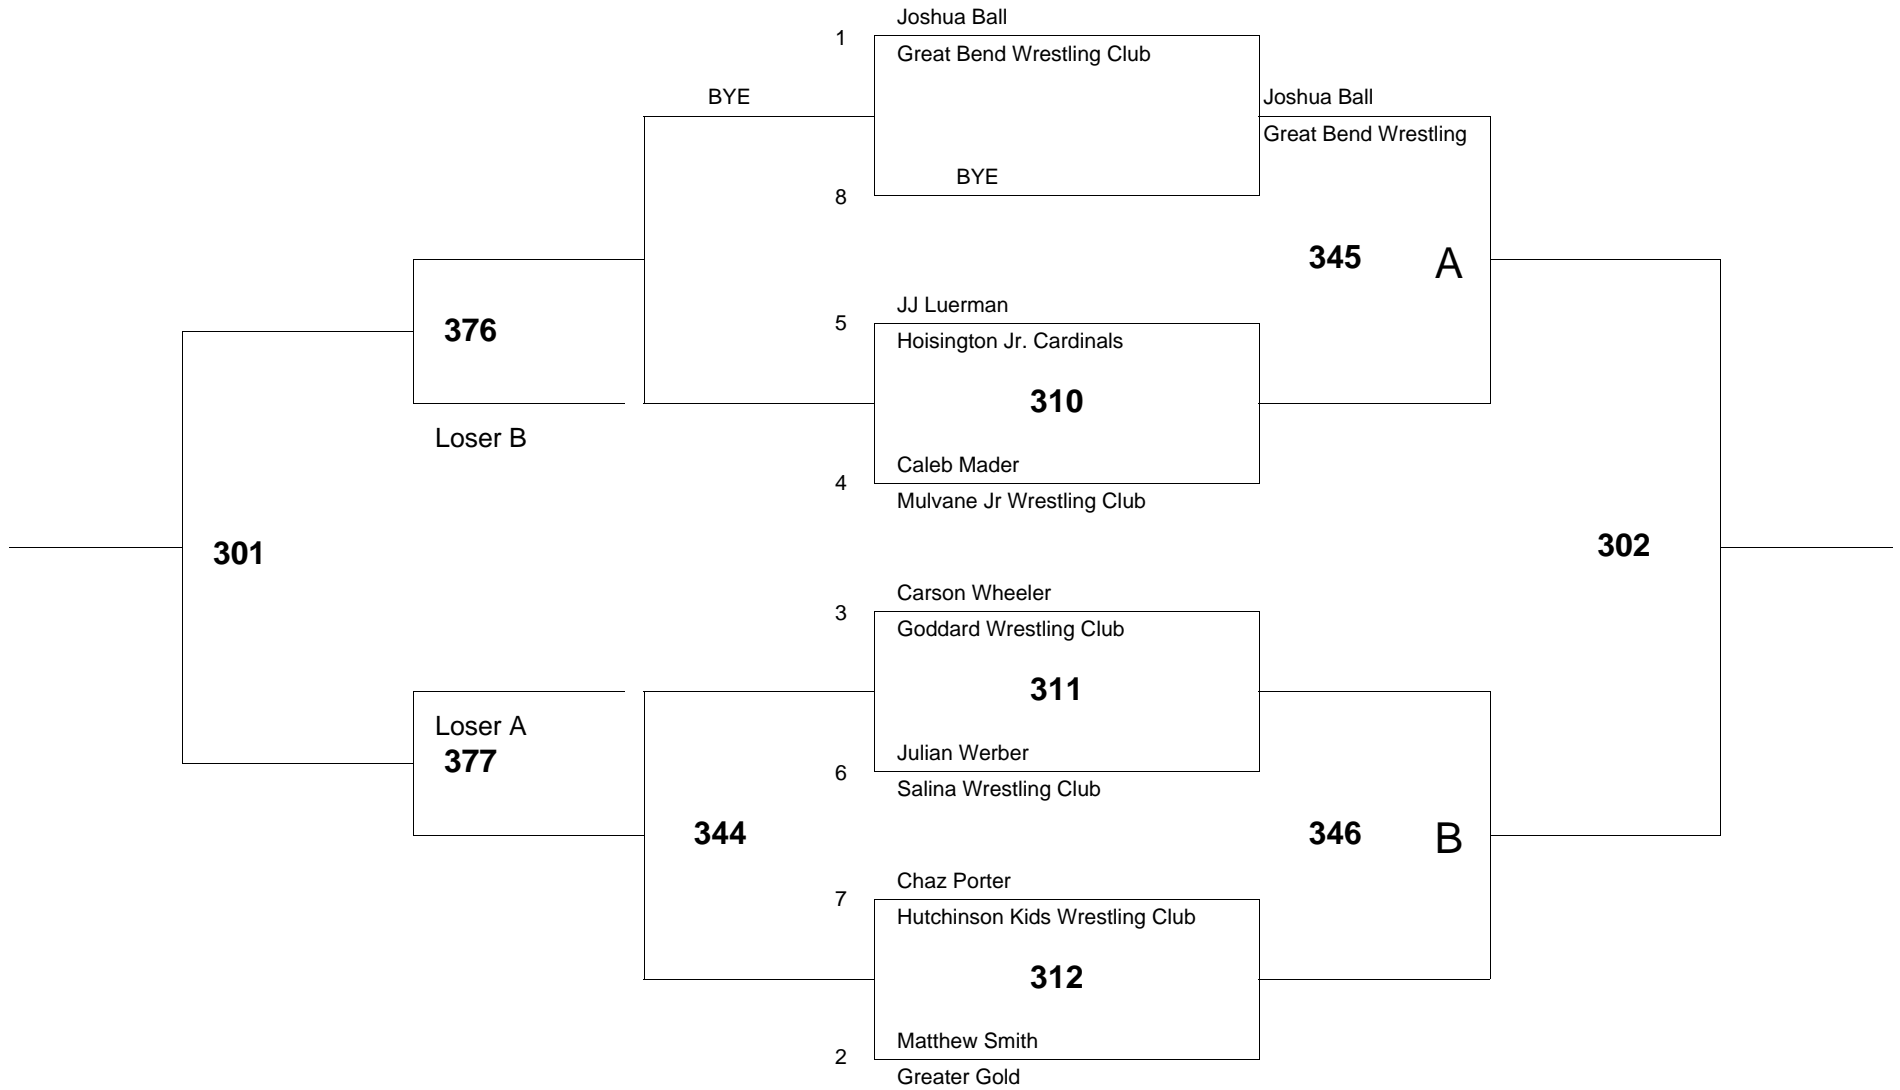 Joshua Ball
1
Great Bend Wrestling Club
BYE
Joshua Ball
Great Bend Wrestling
BYE
8
345
A
JJ Luerman
5
376
Hoisington Jr. Cardinals
310
Loser B
Caleb Mader
4
Mulvane Jr Wrestling Club
301
302
Carson Wheeler
3
Goddard Wrestling Club
311
Loser A
377
Julian Werber
6
Salina Wrestling Club
344
346
B
Chaz Porter
7
Hutchinson Kids Wrestling Club
312
Matthew Smith
2
Greater Gold